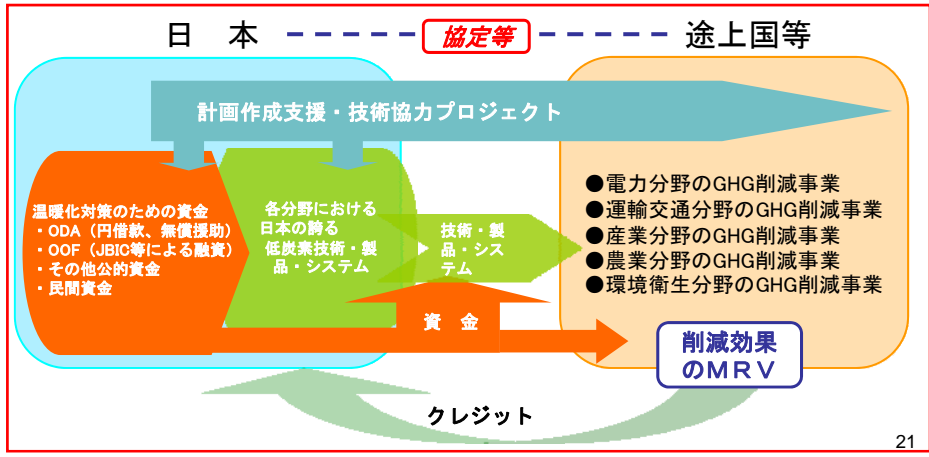 日 本
協定等
途上国等
計画作成支援・技術協力プロジェクト
温暖化対策のための資金
・ODA（円借款、無償援助）
・OOF（JBIC等による融資）
・その他公的資金
・民間資金
各分野における
日本の誇る
低炭素技術・製
品・システム
技術・製
品・シス
テム
●電力分野のGHG削減事業
●運輸交通分野のGHG削減事業
●産業分野のGHG削減事業
●農業分野のGHG削減事業
●環境衛生分野のGHG削減事業
資 金
削減効果
のＭＲＶ
クレジット
21